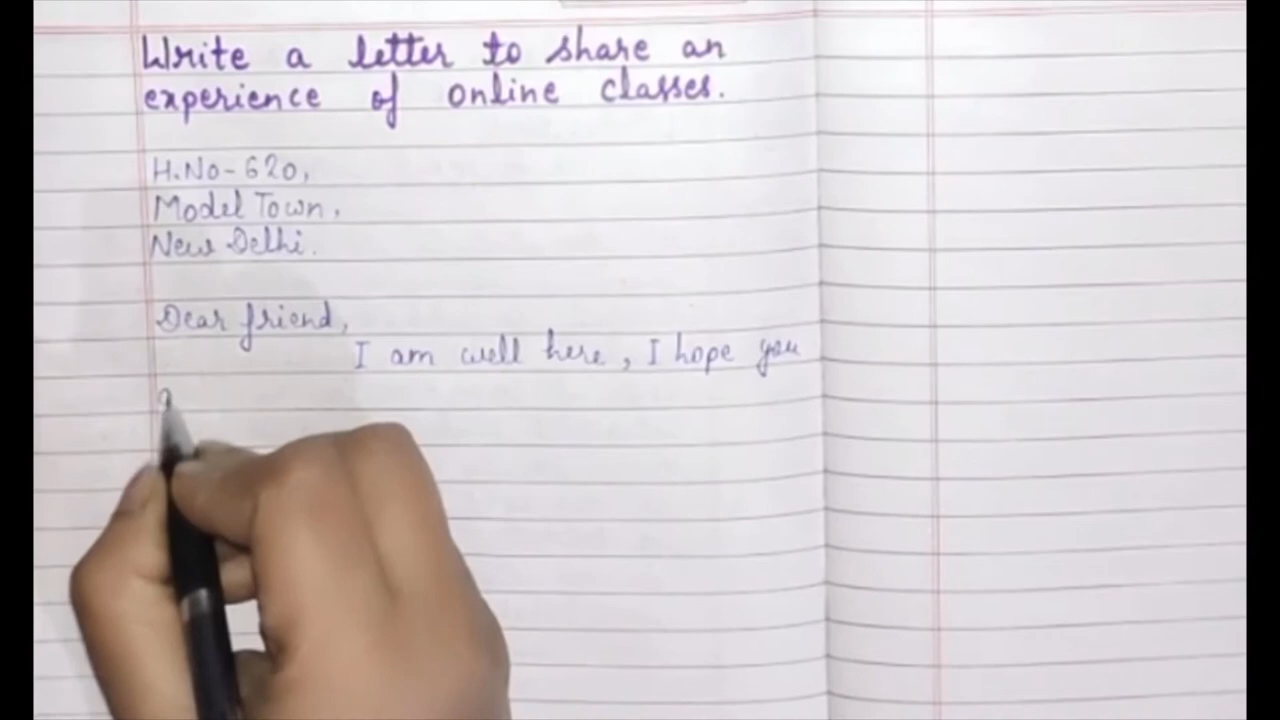 Write a letter to share an
experience of online classes.
H.No-620,
Model Town,
New Delhi.
Dear friend,
I am well here, I hope you